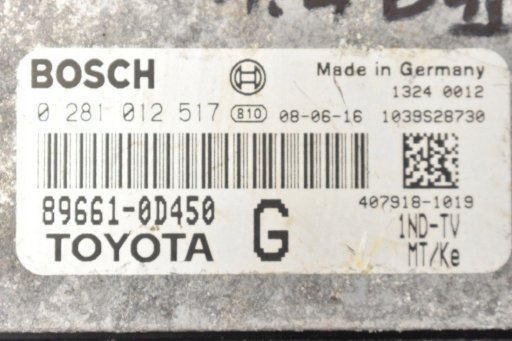 BOSCH
Made in Germany
1324 0012
0 281 012 517 810 08-06-16 1039S28730
89661-0D450
G
407918-1019
1ND-TV
TOYOTA
MT/Ke